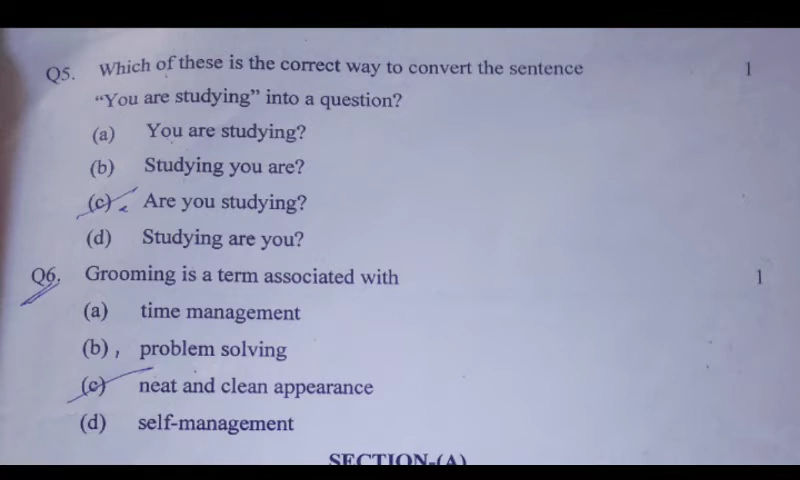 Q5. Which of these is the correct way to convert the sentence 1
“You are studying” into a question?
(a) You are studying?
(b) Studying you are?
(c) Are you studying?
(d) Studying are you?
Q6. Grooming is a term associated with 1
(a) time management
(b) , problem solving
(c) neat and clean appearance
(d) self-management
SECTION-(A)